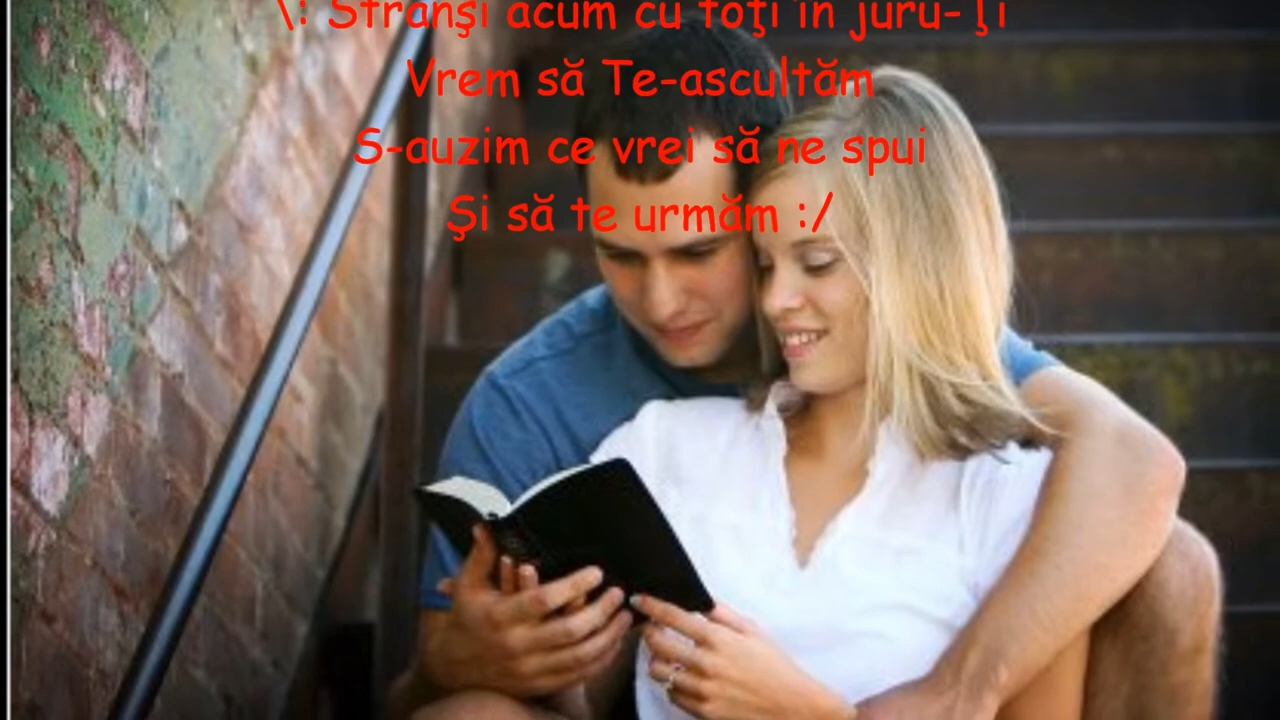 \: Strânşi acum cu toţi în juru-Ţi
Vrem să Te-ascultăm
S-auzim ce vrei să ne spui
Şi să te urmăm :/